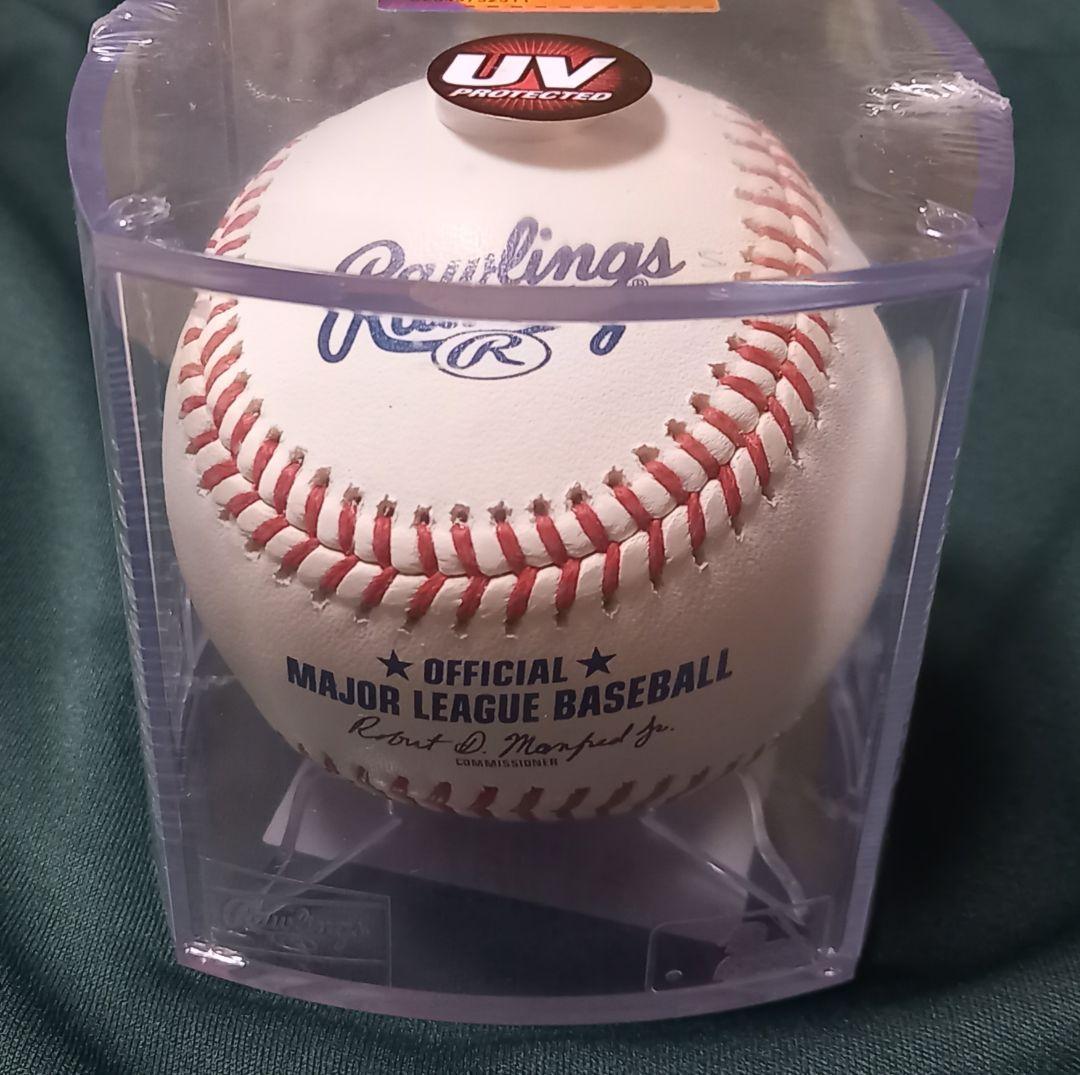 UV
PROTECTED
Rawlings
®
R
★ OFFICIAL ★
MAJOR LEAGUE BASEBALL
Robert D. Manfred Jr.
COMMISSIONER
Rawlings